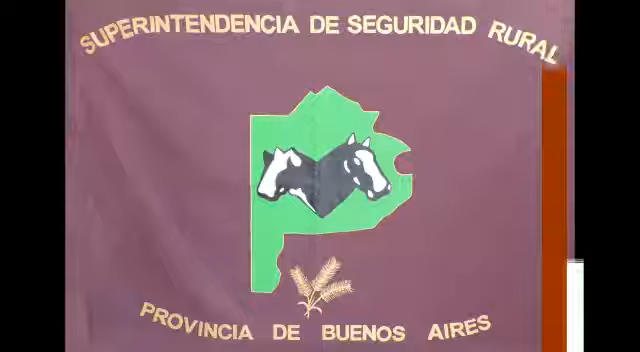 SUPERINTENDENCIA DE SEGURIDAD RURAL
PROVINCIA DE BUENOS AIRES